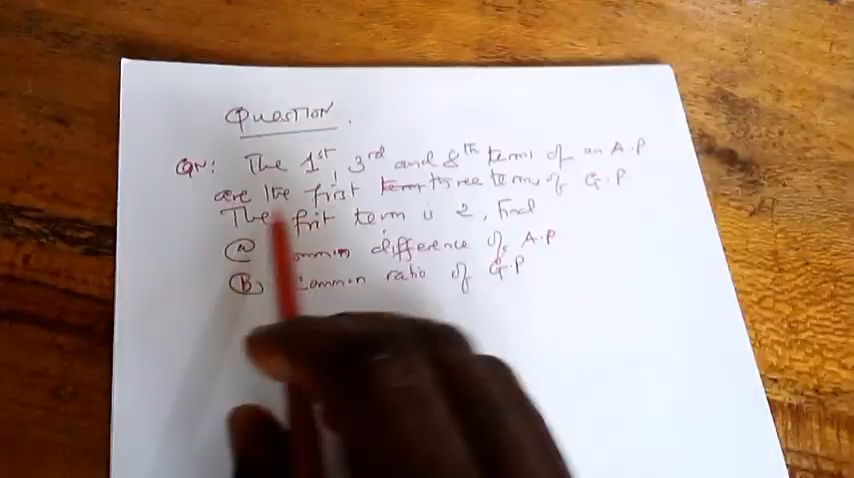 Question.
QN: The 1st, 3rd and 8th terms of an A.P
are the first three terms of G.P.
The first term is 2, Find
(a) common difference of A.P
(B) common ratio of G.P